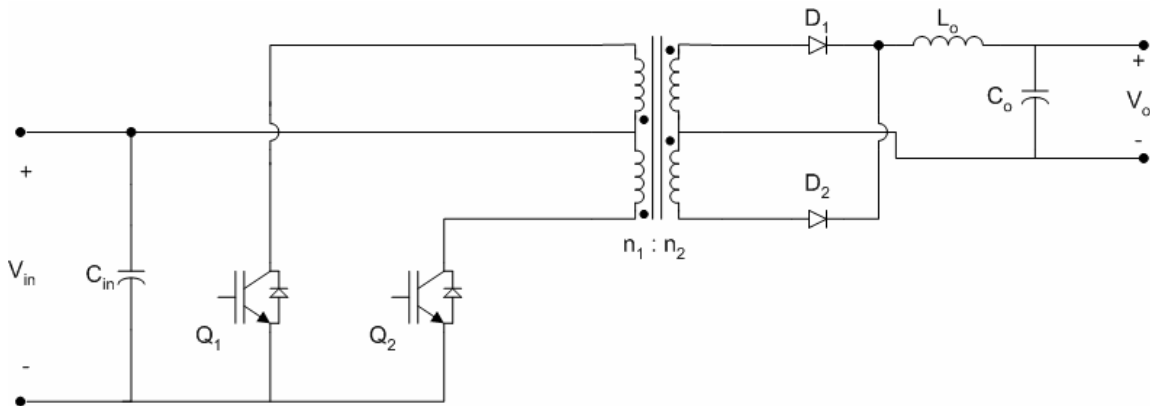 D₁
Lₒ
+
Cₒ
Vₒ
-
+
D₂
n₁ : n₂
Vᵢₙ
Cᵢₙ
Q₁
Q₂
-